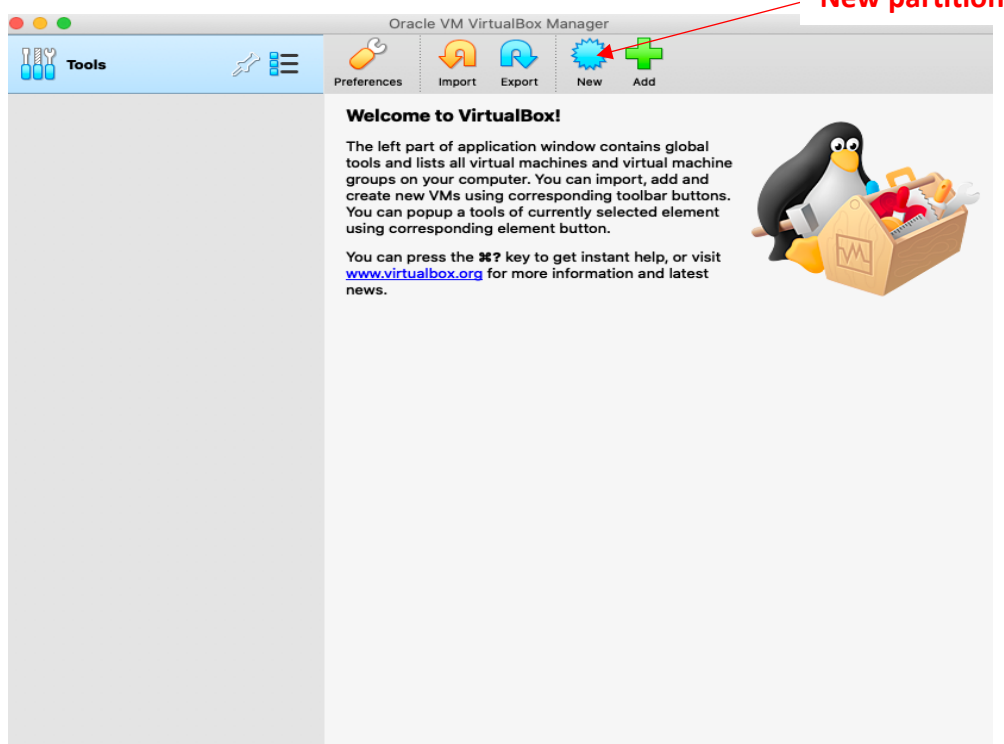 New partition
Oracle VM VirtualBox Manager
Tools
Preferences
Import
Export
New
Add
Welcome to VirtualBox!
The left part of application window contains global
tools and lists all virtual machines and virtual machine
groups on your computer. You can import, add and
create new VMs using corresponding toolbar buttons.
You can popup a tools of currently selected element
using corresponding element button.
You can press the ⌘? key to get instant help, or visit
www.virtualbox.org for more information and latest
news.